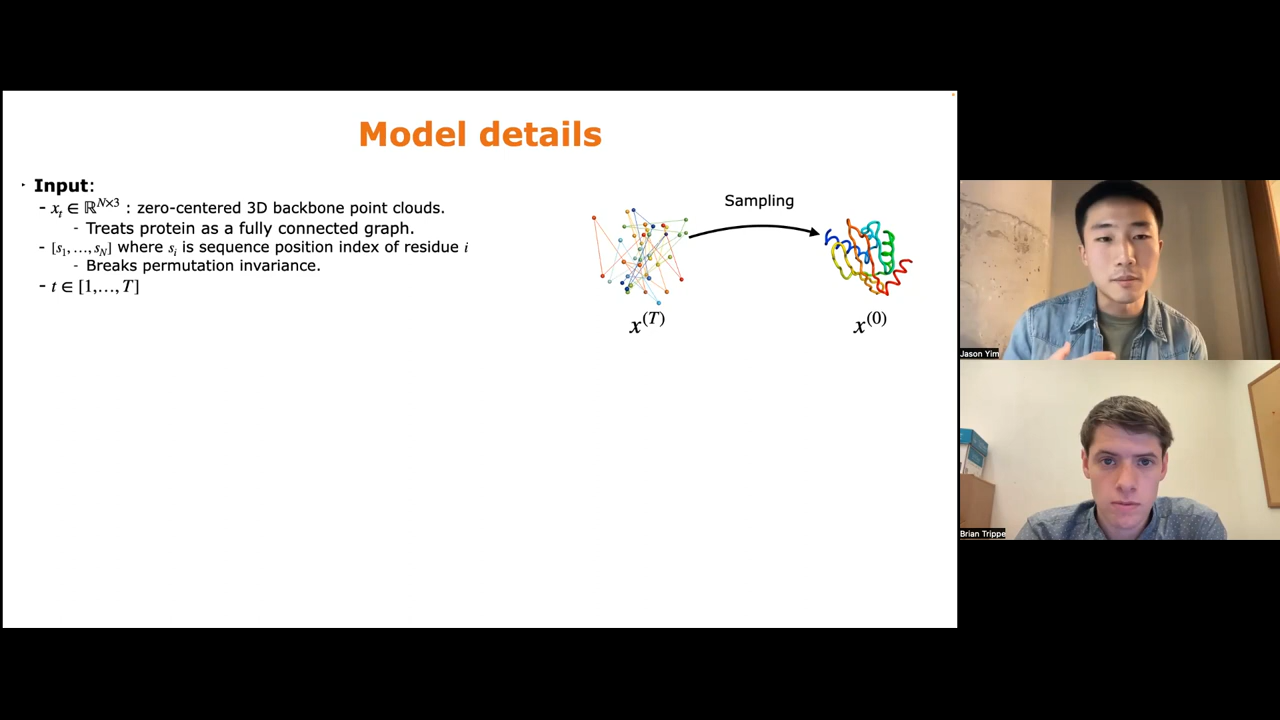 Model details
‣ Input:
- xₜ ∈ ℝᴺˣ³ : zero-centered 3D backbone point clouds.
- Treats protein as a fully connected graph.
- [s₁,…,s_N] where sᵢ is sequence position index of residue i
- Breaks permutation invariance.
- t ∈ [1,…,T]
Sampling
x⁽ᵀ⁾
x⁽⁰⁾
Jason Yim
Brian Trippe